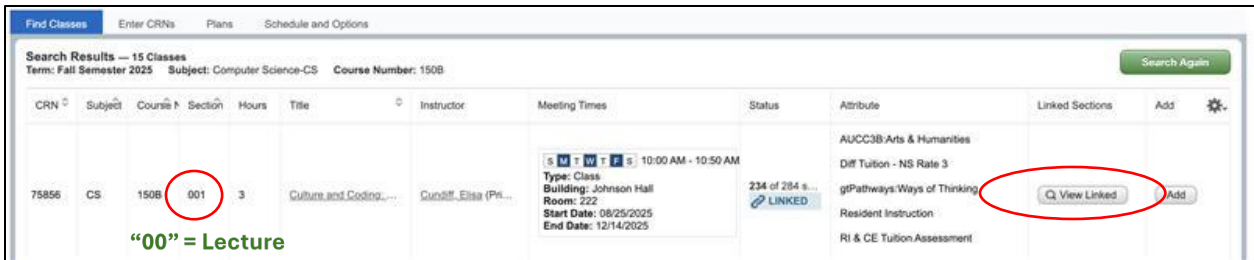 Find Classes Enter CRNs Plans Schedule and Options
Search Results — 15 Classes
Term: Fall Semester 2025 Subject: Computer Science-CS Course Number: 150B
Search Again
CRN Subject Course N Section Hours Title Instructor Meeting Times Status Attribute Linked Sections Add
AUCC3B:Arts & Humanities
S M T W T F S 10:00 AM - 10:50 AM
Diff Tuition - NS Rate 3
Type: Class
75856 CS 150B 001 3 Culture and Coding:... Cundiff, Elisa (Pri... Building: Johnson Hall 234 of 284 s... gtPathways:Ways of Thinking View Linked Add
Room: 222
LINKED
Start Date: 08/25/2025
Resident Instruction
End Date: 12/14/2025
RI & CE Tuition Assessment
“00” = Lecture